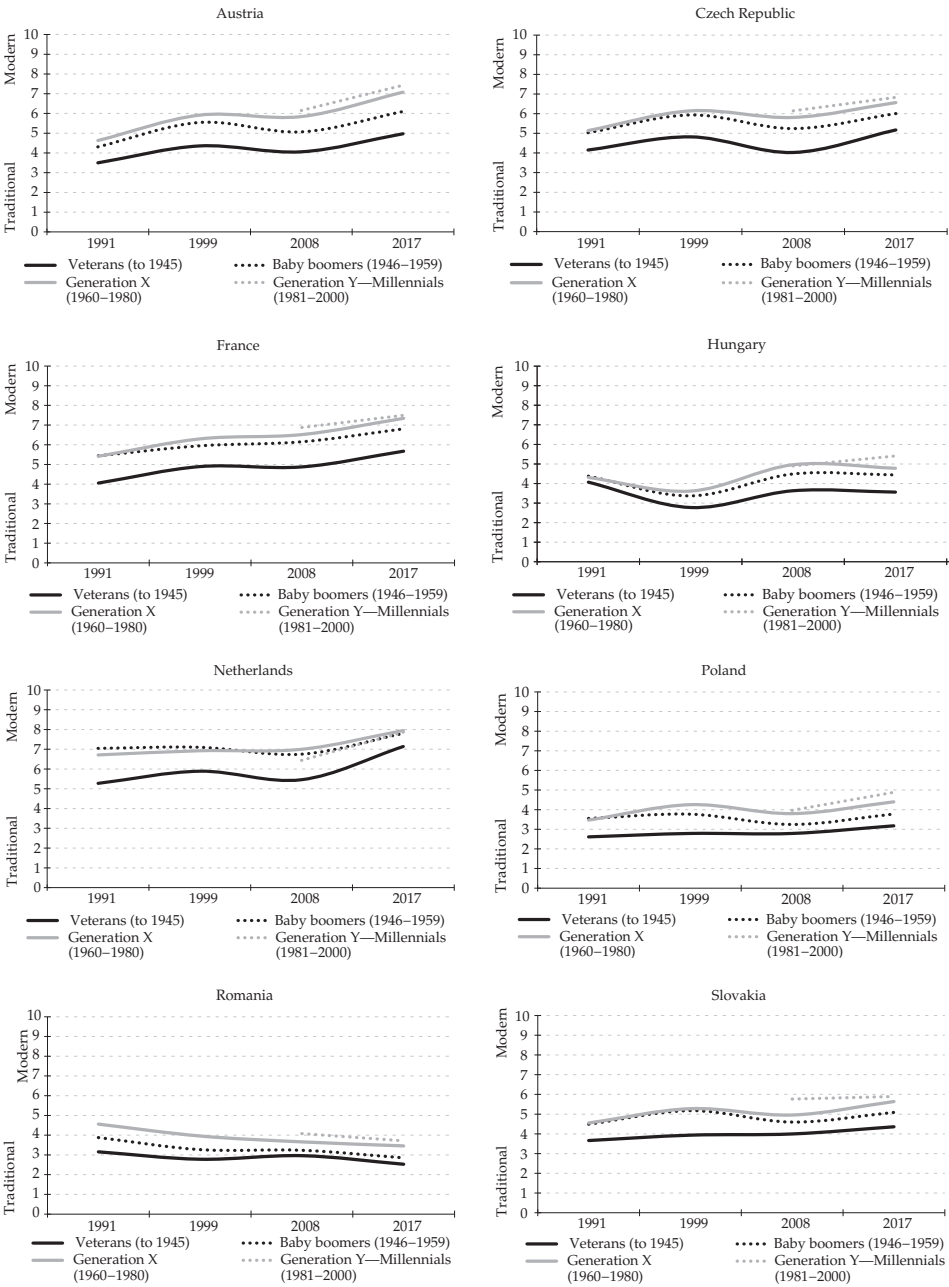 Austria
Modern
Traditional
10
9
8
7
6
5
4
3
2
1
0
1991 1999 2008 2017
Veterans (to 1945) Baby boomers (1946–1959)
Generation X Generation Y—Millennials
(1960–1980) (1981–2000)
Czech Republic
Modern
Traditional
10
9
8
7
6
5
4
3
2
1
0
1991 1999 2008 2017
Veterans (to 1945) Baby boomers (1946–1959)
Generation X Generation Y—Millennials
(1960–1980) (1981–2000)
France
Modern
Traditional
10
9
8
7
6
5
4
3
2
1
0
1991 1999 2008 2017
Veterans (to 1945) Baby boomers (1946–1959)
Generation X Generation Y—Millennials
(1960–1980) (1981–2000)
Hungary
Modern
Traditional
10
9
8
7
6
5
4
3
2
1
0
1991 1999 2008 2017
Veterans (to 1945) Baby boomers (1946–1959)
Generation X Generation Y—Millennials
(1960–1980) (1981–2000)
Netherlands
Modern
Traditional
10
9
8
7
6
5
4
3
2
1
0
1991 1999 2008 2017
Veterans (to 1945) Baby boomers (1946–1959)
Generation X Generation Y—Millennials
(1960–1980) (1981–2000)
Poland
Modern
Traditional
10
9
8
7
6
5
4
3
2
1
0
1991 1999 2008 2017
Veterans (to 1945) Baby boomers (1946–1959)
Generation X Generation Y—Millennials
(1960–1980) (1981–2000)
Romania
Modern
Traditional
10
9
8
7
6
5
4
3
2
1
0
1991 1999 2008 2017
Veterans (to 1945) Baby boomers (1946–1959)
Generation X Generation Y—Millennials
(1960–1980) (1981–2000)
Slovakia
Modern
Traditional
10
9
8
7
6
5
4
3
2
1
0
1991 1999 2008 2017
Veterans (to 1945) Baby boomers (1946–1959)
Generation X Generation Y—Millennials
(1960–1980) (1981–2000)